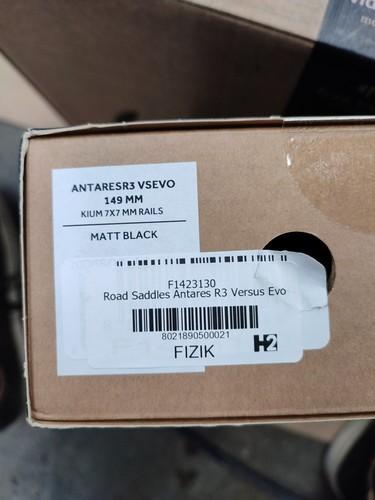 ANTARESR3 VSEVO
149 MM
KIUM 7X7 MM RAILS
MATT BLACK
F1423130
Road Saddles Antares R3 Versus Evo
8021890500021
FIZIK
H2